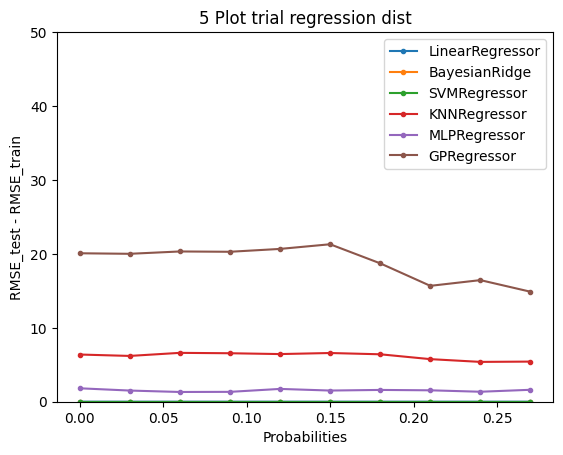 5 Plot trial regression dist
50
40
30
20
10
0
RMSE_test - RMSE_train
LinearRegressor
BayesianRidge
SVMRegressor
KNNRegressor
MLPRegressor
GPRegressor
0.00 0.05 0.10 0.15 0.20 0.25
Probabilities